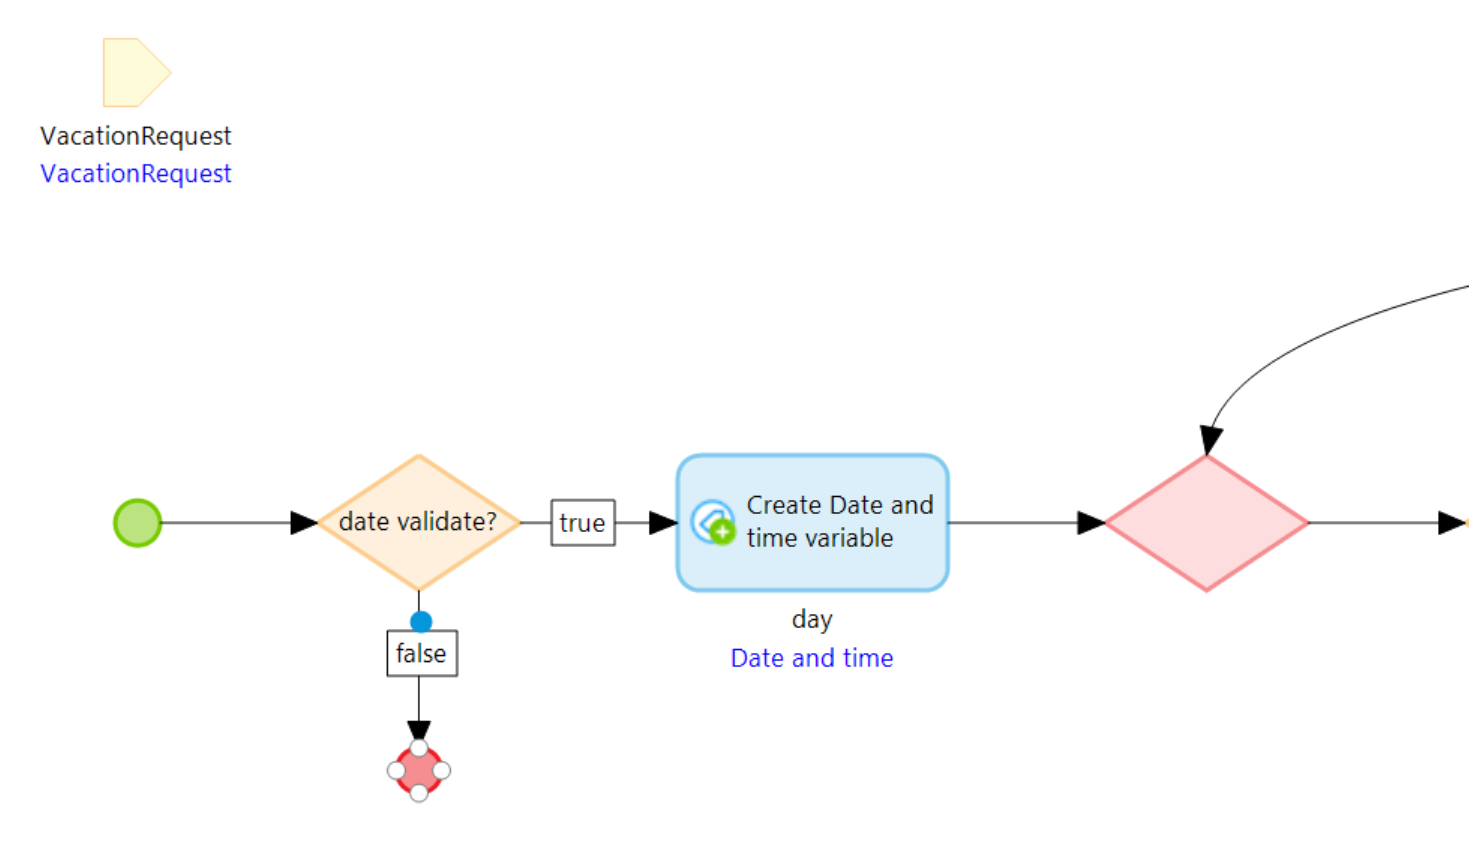 VacationRequest
VacationRequest
date validate?
true
Create Date and
time variable
day
Date and time
false